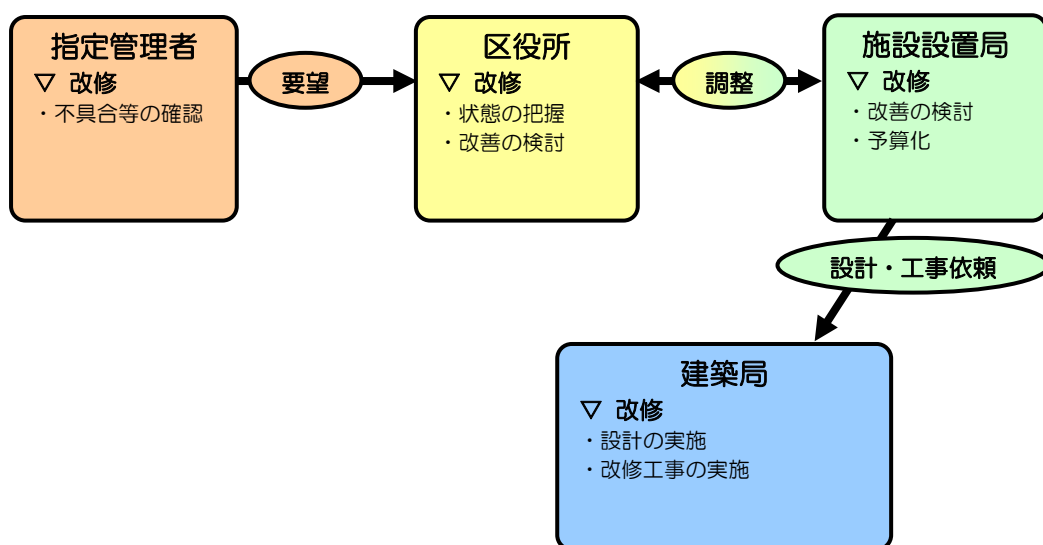 指定管理者
▽ 改修
・不具合等の確認
要望
区役所
▽ 改修
・状態の把握
・改善の検討
調整
施設設置局
▽ 改修
・改善の検討
・予算化
設計・工事依頼
建築局
▽ 改修
・設計の実施
・改修工事の実施